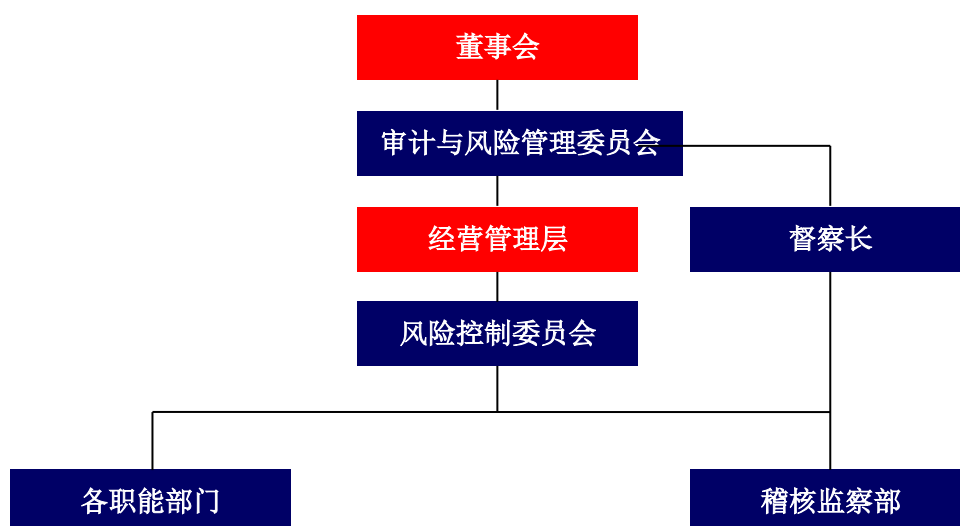 董事会
审计与风险管理委员会
经营管理层
督察长
风险控制委员会
各职能部门
稽核监察部